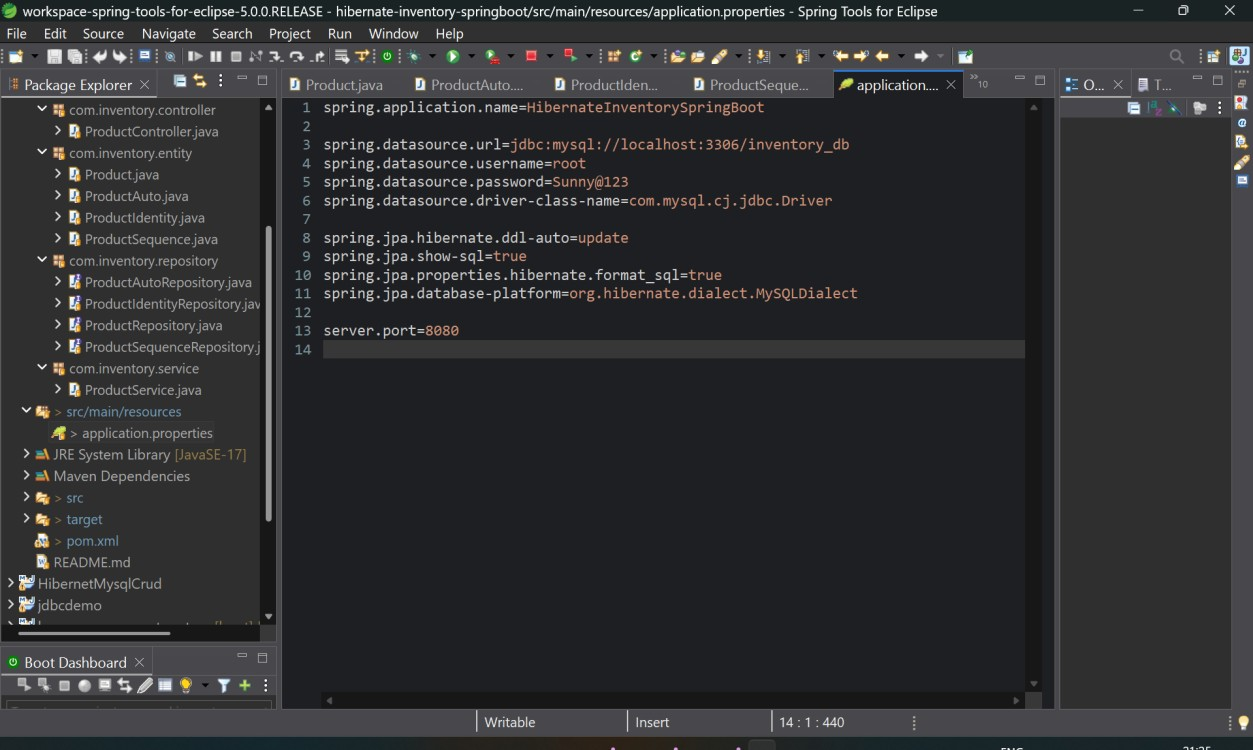 workspace-spring-tools-for-eclipse-5.0.0.RELEASE - hibernate-inventory-springboot/src/main/resources/application.properties - Spring Tools for Eclipse
File Edit Source Navigate Search Project Run Window Help
Package Explorer
com.inventory.controller
ProductController.java
com.inventory.entity
Product.java
ProductAuto.java
ProductIdentity.java
ProductSequence.java
com.inventory.repository
ProductAutoRepository.java
ProductIdentityRepository.jav
ProductRepository.java
ProductSequenceRepository.j
com.inventory.service
ProductService.java
> src/main/resources
> application.properties
JRE System Library [JavaSE-17]
Maven Dependencies
> src
> target
> pom.xml
README.md
HibernetMysqlCrud
jdbcdemo
Boot Dashboard
Product.java ProductAuto.... ProductIden... ProductSeque... application.... 10
1 spring.application.name=HibernateInventorySpringBoot
2
3 spring.datasource.url=jdbc:mysql://localhost:3306/inventory_db
4 spring.datasource.username=root
5 spring.datasource.password=Sunny@123
6 spring.datasource.driver-class-name=com.mysql.cj.jdbc.Driver
7
8 spring.jpa.hibernate.ddl-auto=update
9 spring.jpa.show-sql=true
10 spring.jpa.properties.hibernate.format_sql=true
11 spring.jpa.database-platform=org.hibernate.dialect.MySQLDialect
12
13 server.port=8080
14
O... T...
Writable Insert 14 : 1 : 440